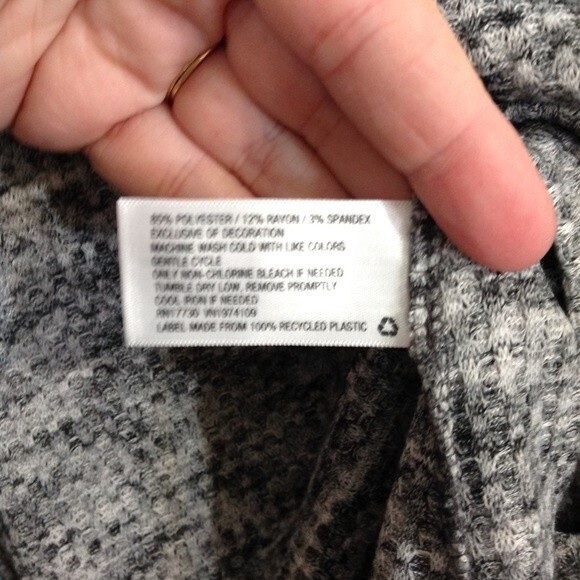 85% POLYESTER / 12% RAYON / 3% SPANDEX
EXCLUSIVE OF DECORATION
MACHINE WASH COLD WITH LIKE COLORS
GENTLE CYCLE
ONLY NON-CHLORINE BLEACH IF NEEDED
TUMBLE DRY LOW, REMOVE PROMPTLY
COOL IRON IF NEEDED
RN17730 VN1974109
LABEL MADE FROM 100% RECYCLED PLASTIC